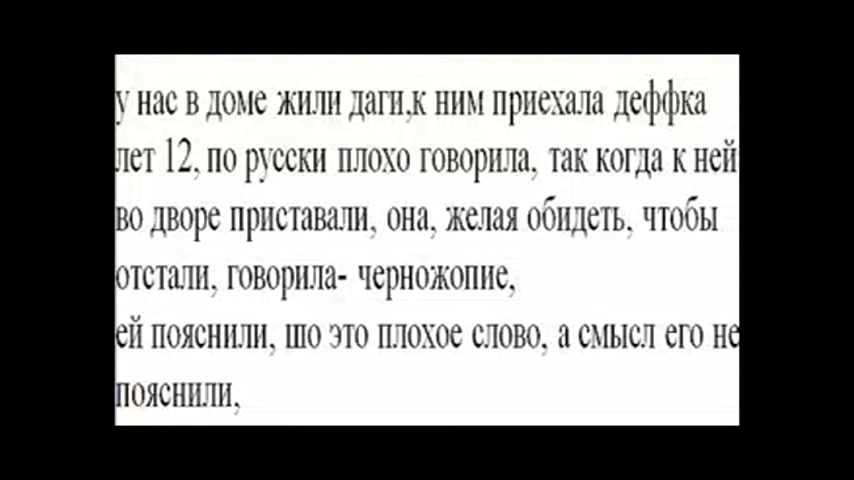 у нас в доме жили даги,к ним приехала деффка
лет 12, по русски плохо говорила, так когда к ней
во дворе приставали, она, желая обидеть, чтобы
отстали, говорила- черножопие,
ей пояснили, шо это плохое слово, а смысл его не
пояснили,